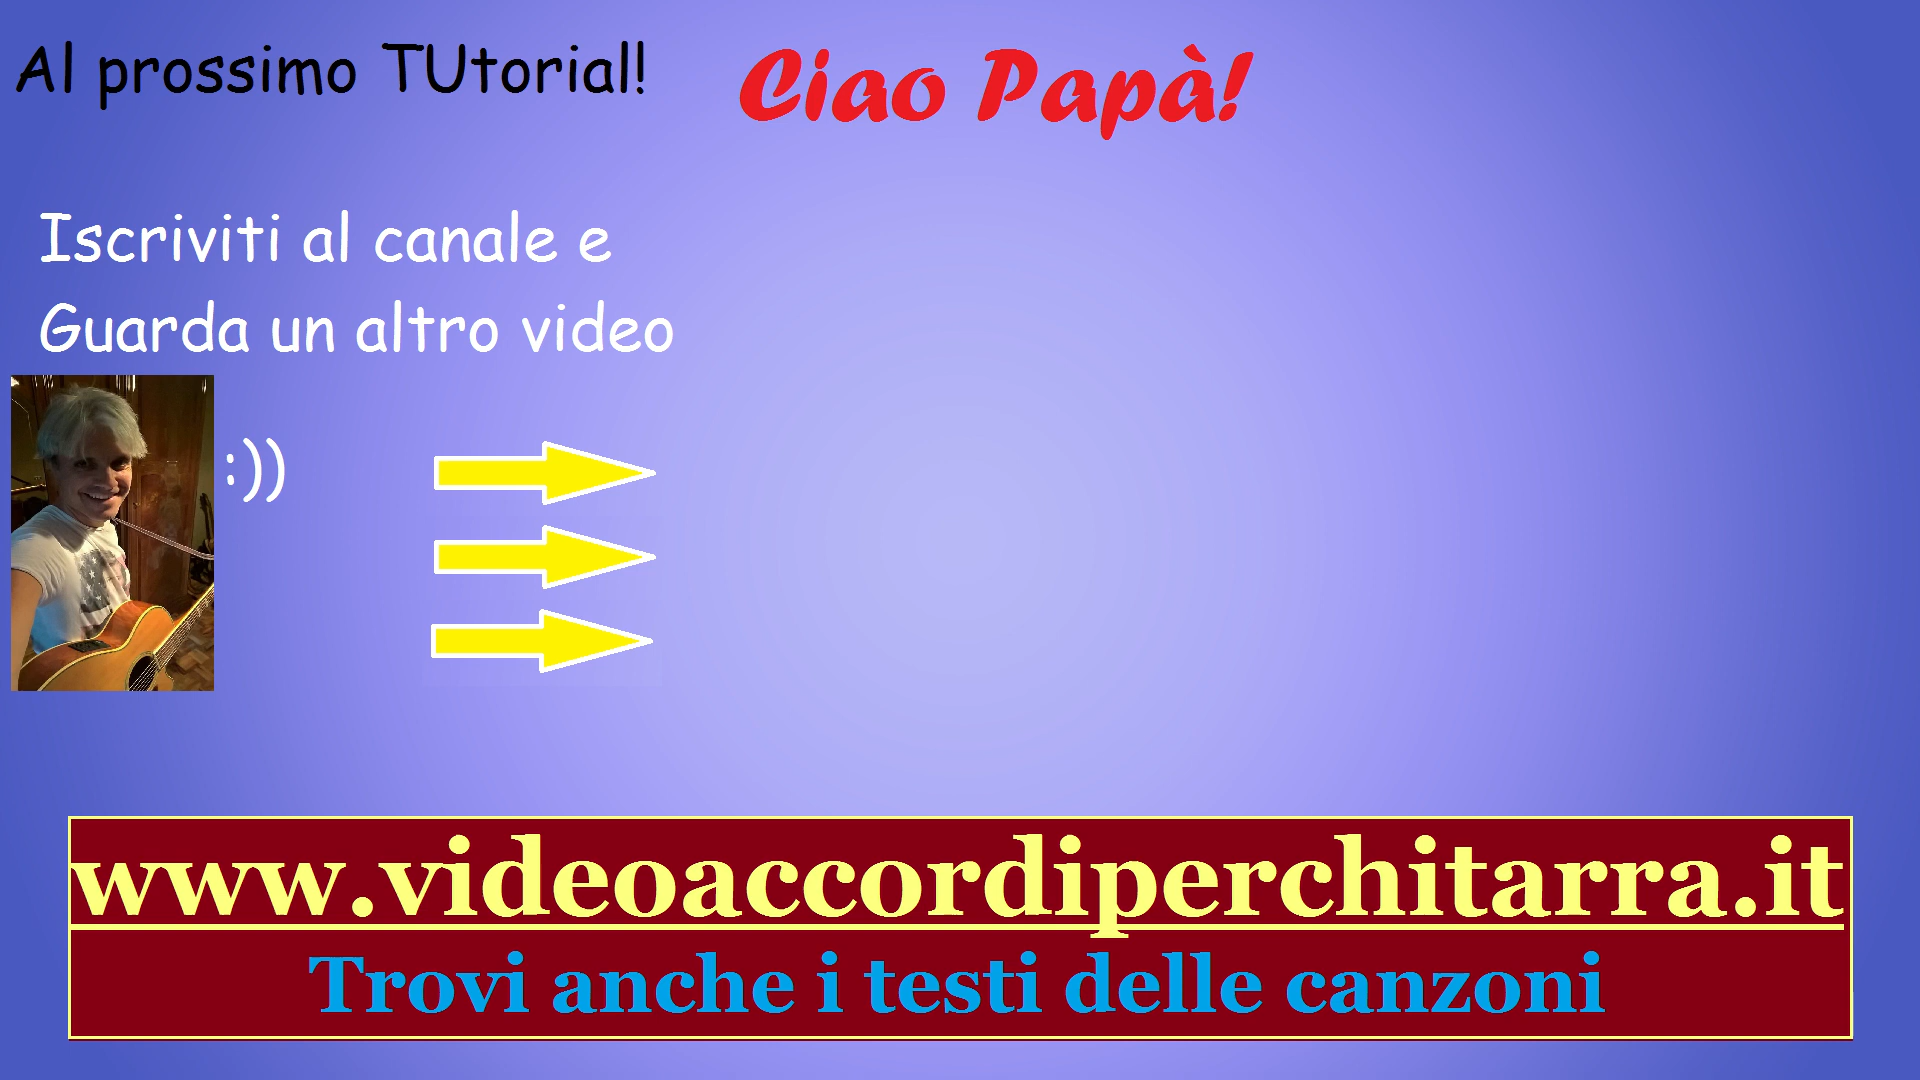 Al prossimo TUtorial!
Ciao Papà!
Iscriviti al canale e
Guarda un altro video
:))
www.videoaccordiperchitarra.it
Trovi anche i testi delle canzoni